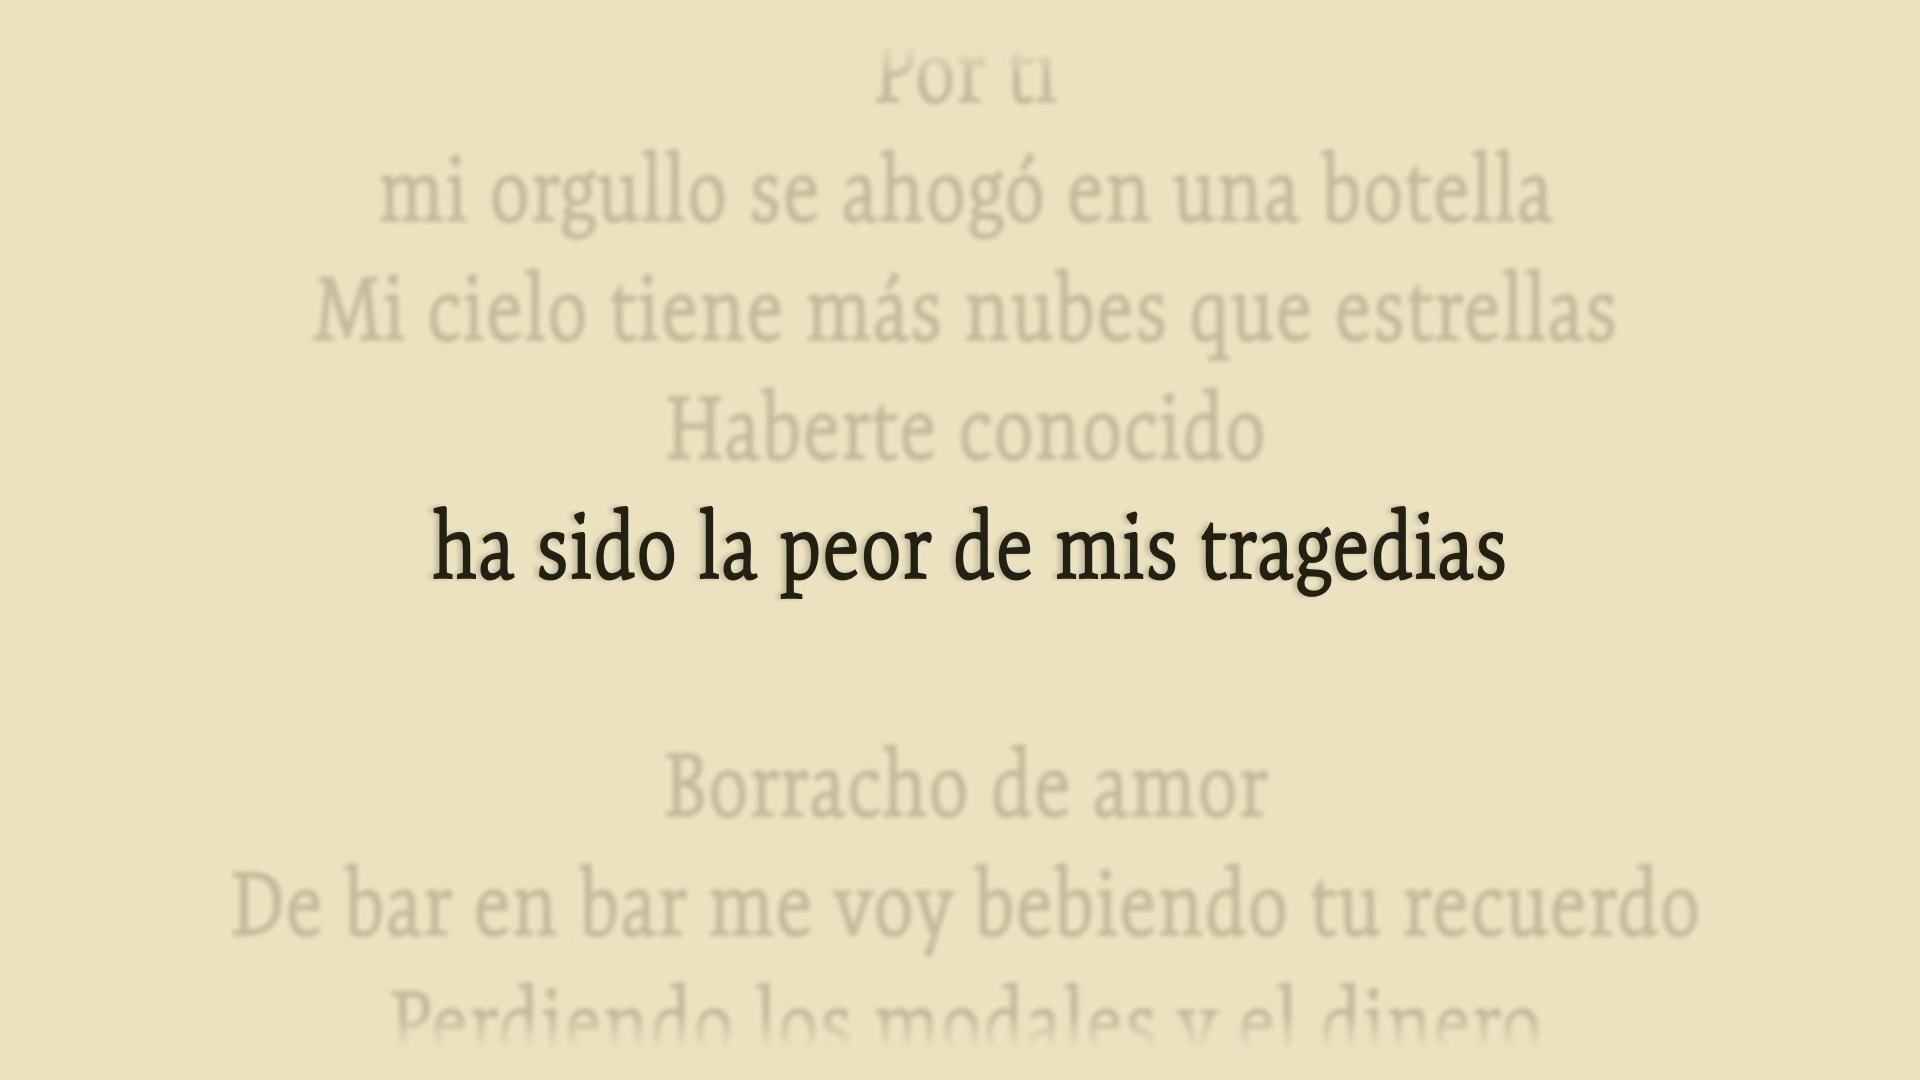 Por ti
mi orgullo se ahogó en una botella
Mi cielo tiene más nubes que estrellas
Haberte conocido
ha sido la peor de mis tragedias
Borracho de amor
De bar en bar me voy bebiendo tu recuerdo
Perdiendo los modales y el dinero